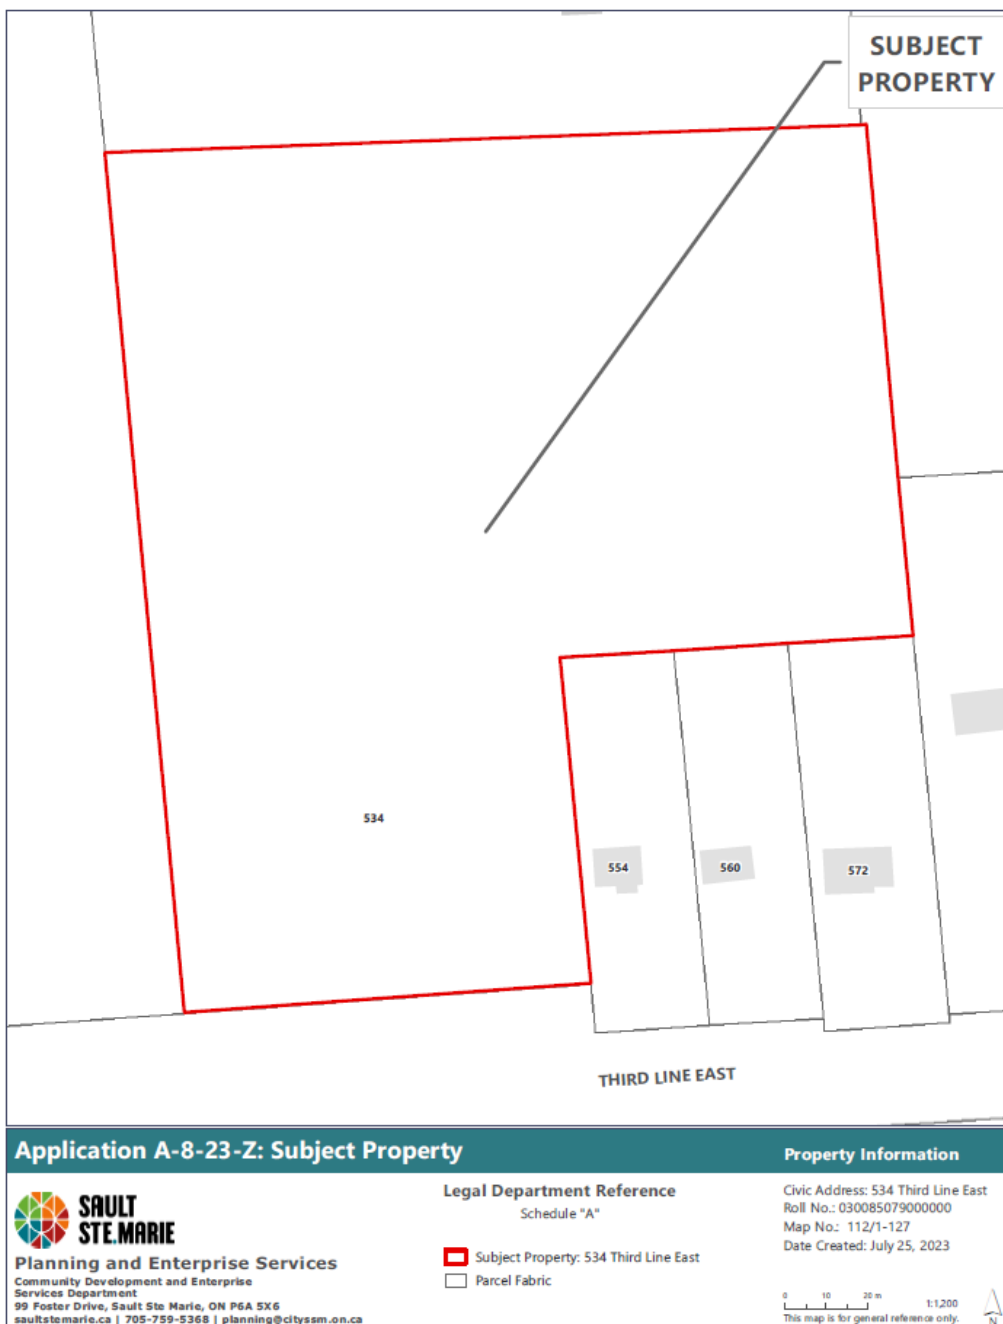 SUBJECT
PROPERTY
534
554
560
572
THIRD LINE EAST
Application A-8-23-Z: Subject Property
Property Information
SAULT
STE.MARIE
Planning and Enterprise Services
Community Development and Enterprise
Services Department
99 Foster Drive, Sault Ste Marie, ON P6A 5X6
saultstemarie.ca | 705-759-5368 | planning@cityssm.on.ca
Legal Department Reference
Schedule "A"
Subject Property: 534 Third Line East
Parcel Fabric
Civic Address: 534 Third Line East
Roll No.: 030085079000000
Map No.: 112/1-127
Date Created: July 25, 2023
0 10 20 m
1:1,200
This map is for general reference only.
N